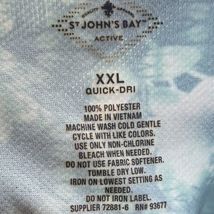 ST JOHN'S BAY
ACTIVE
XXL
QUICK-DRI
100% POLYESTER
MADE IN VIETNAM
MACHINE WASH COLD GENTLE
CYCLE WITH LIKE COLORS.
USE ONLY NON-CHLORINE
BLEACH WHEN NEEDED.
DO NOT USE FABRIC SOFTENER.
TUMBLE DRY LOW.
IRON ON LOWEST SETTING AS
NEEDED.
DO NOT IRON LABEL.
SUPPLIER 72881-6 RN# 93677